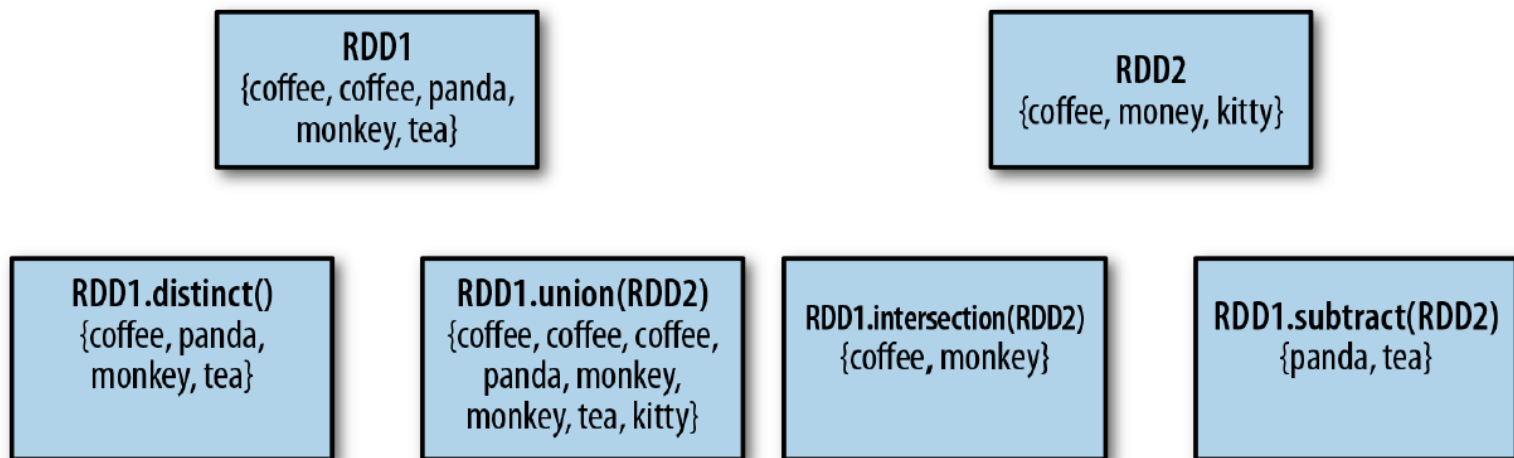 RDD1
{coffee, coffee, panda,
monkey, tea}
RDD2
{coffee, money, kitty}
RDD1.distinct()
{coffee, panda,
monkey, tea}
RDD1.union(RDD2)
{coffee, coffee, coffee,
panda, monkey,
monkey, tea, kitty}
RDD1.intersection(RDD2)
{coffee, monkey}
RDD1.subtract(RDD2)
{panda, tea}